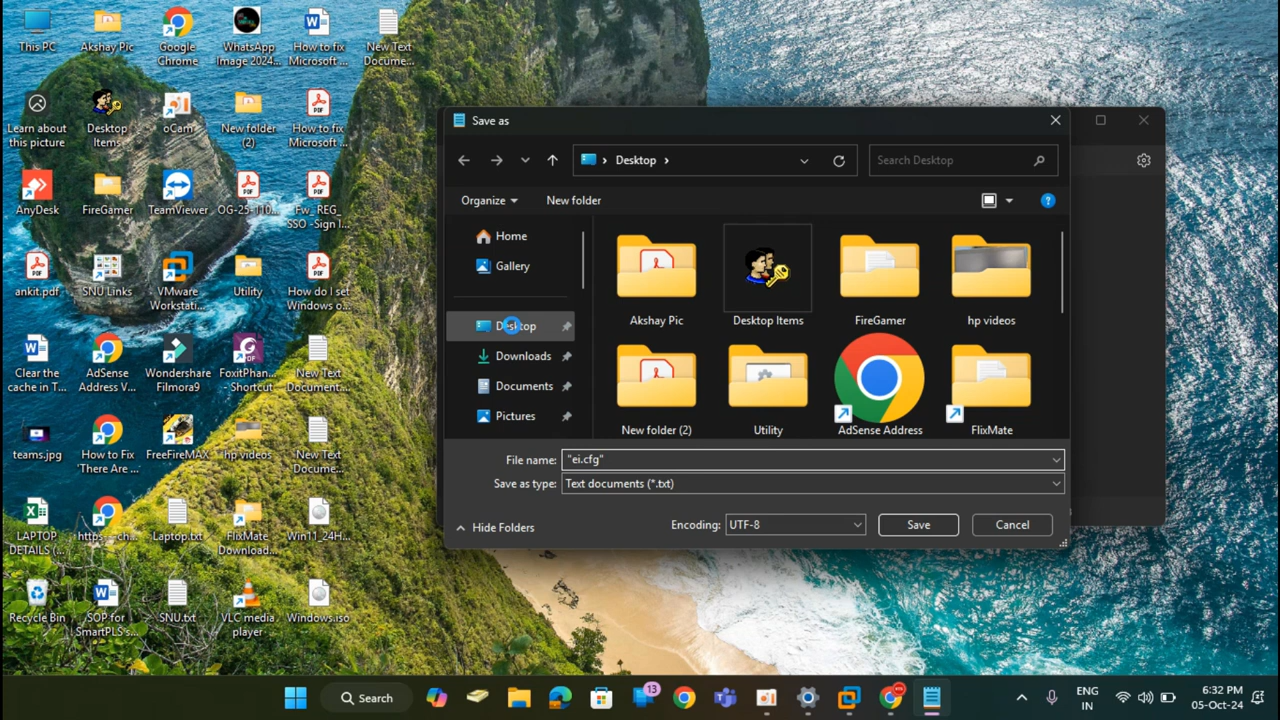 This PC
Akshay Pic
Google
Chrome
WhatsApp
Image 2024...
How to fix
Microsoft ...
New Text
Docume...
Learn about
this picture
Desktop
Items
oCam
New folder
(2)
How to fix
Microsoft ...
AnyDesk
FireGamer
TeamViewer
OG-25-110...
Fw_ REG_
SSO -Sign I...
ankit.pdf
SNU Links
VMware
Workstati...
Utility
How do I set
Windows o...
Clear the
cache in T...
AdSense
Address V...
Wondershare
Filmora9
FoxitPhan...
- Shortcut
New Text
Document...
teams.jpg
How to Fix
'There Are ...
FreeFireMAX
hp videos
New Text
Docume...
LAPTOP
DETAILS (...
https---ch...
Laptop.txt
FlixMate
Download...
Win11_24H...
Recycle Bin
SOP for
SmartPLS's...
SNU.txt
VLC media
player
Windows.iso
Save as
Desktop
Search Desktop
Organize
New folder
Home
Gallery
Desktop
Downloads
Documents
Pictures
Akshay Pic
Desktop Items
FireGamer
hp videos
New folder (2)
Utility
AdSense Address
FlixMate
File name:
"ei.cfg"
Save as type:
Text documents (*.txt)
Hide Folders
Encoding:
UTF-8
Save
Cancel
Search
13
ENG
IN
6:32 PM
05-Oct-24